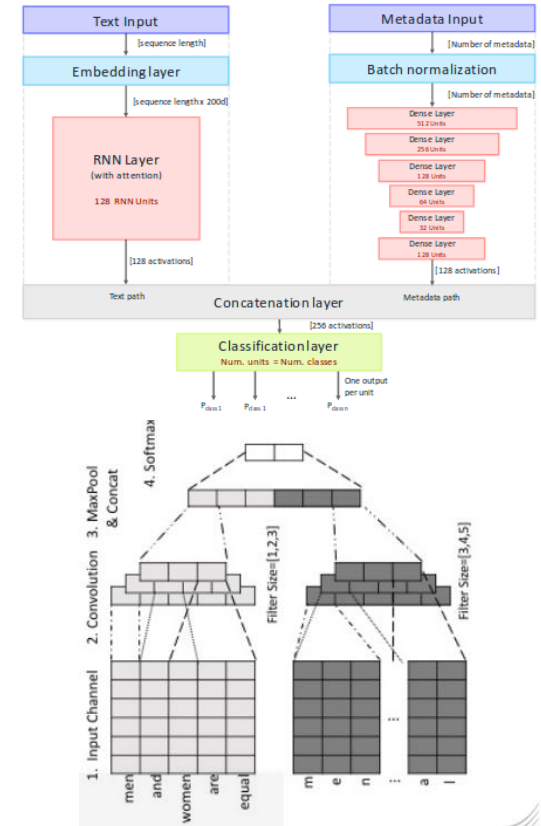 Text Input
[sequence length]
Embedding layer
[sequence length x 200d]
RNN Layer
(with attention)
128 RNN Units
[128 activations]
Text path
Metadata Input
[Number of metadata]
Batch normalization
[Number of metadata]
Dense Layer
512 Units
Dense Layer
256 Units
Dense Layer
128 Units
Dense Layer
64 Units
Dense Layer
32 Units
Dense Layer
128 Units
[128 activations]
Metadata path
Concatenation layer
[256 activations]
Classification layer
Num. units = Num. classes
One output
per unit
Pclass 1
Pclass 1
...
Pclass n
4. Softmax
3. MaxPool
& Concat
2. Convolution
Filter Size=[1,2,3]
Filter Size=[3,4,5]
1. Input Channel
...
men
and
women
are
equal
m
e
n
...
a
l